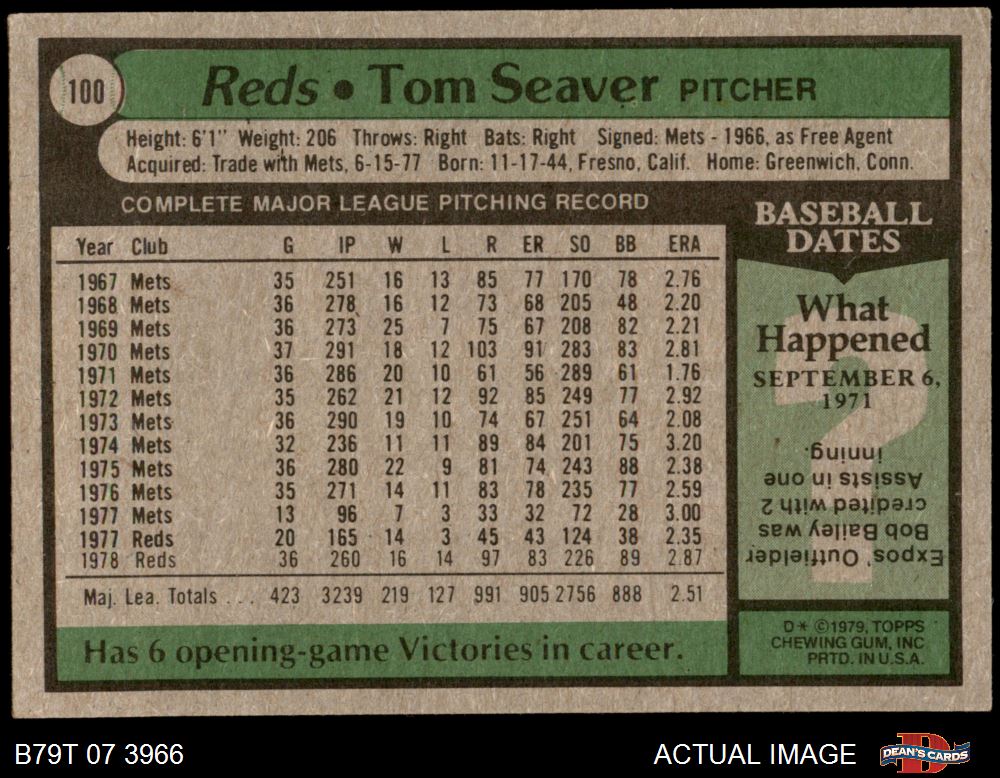 100
Reds • Tom Seaver PITCHER
Height: 6'1" Weight: 206 Throws: Right Bats: Right Signed: Mets - 1966, as Free Agent
Acquired: Trade with Mets, 6-15-77 Born: 11-17-44, Fresno, Calif. Home: Greenwich, Conn.
COMPLETE MAJOR LEAGUE PITCHING RECORD
Year Club G IP W L R ER SO BB ERA
1967 Mets 35 251 16 13 85 77 170 78 2.76
1968 Mets 36 278 16 12 73 68 205 48 2.20
1969 Mets 36 273 25 7 75 67 208 82 2.21
1970 Mets 37 291 18 12 103 91 283 83 2.81
1971 Mets 36 286 20 10 61 56 289 61 1.76
1972 Mets 35 262 21 12 92 85 249 77 2.92
1973 Mets 36 290 19 10 74 67 251 64 2.08
1974 Mets 32 236 11 11 89 84 201 75 3.20
1975 Mets 36 280 22 9 81 74 243 88 2.38
1976 Mets 35 271 14 11 83 78 235 77 2.59
1977 Mets 13 96 7 3 33 32 72 28 3.00
1977 Reds 20 165 14 3 45 43 124 38 2.35
1978 Reds 36 260 16 14 97 83 226 89 2.87
Maj. Lea. Totals . . . 423 3239 219 127 991 905 2756 888 2.51
Has 6 opening-game Victories in career.
BASEBALL
DATES
What
Happened
SEPTEMBER 6,
1971
?
Expos' Outfielder
Bob Bailey was
credited with 2
Assists in one
inning.
D* ©1979, TOPPS
CHEWING GUM, INC
PRTD. IN U.S.A.
B79T 07 3966
ACTUAL IMAGE
D
DEAN'S CARDS